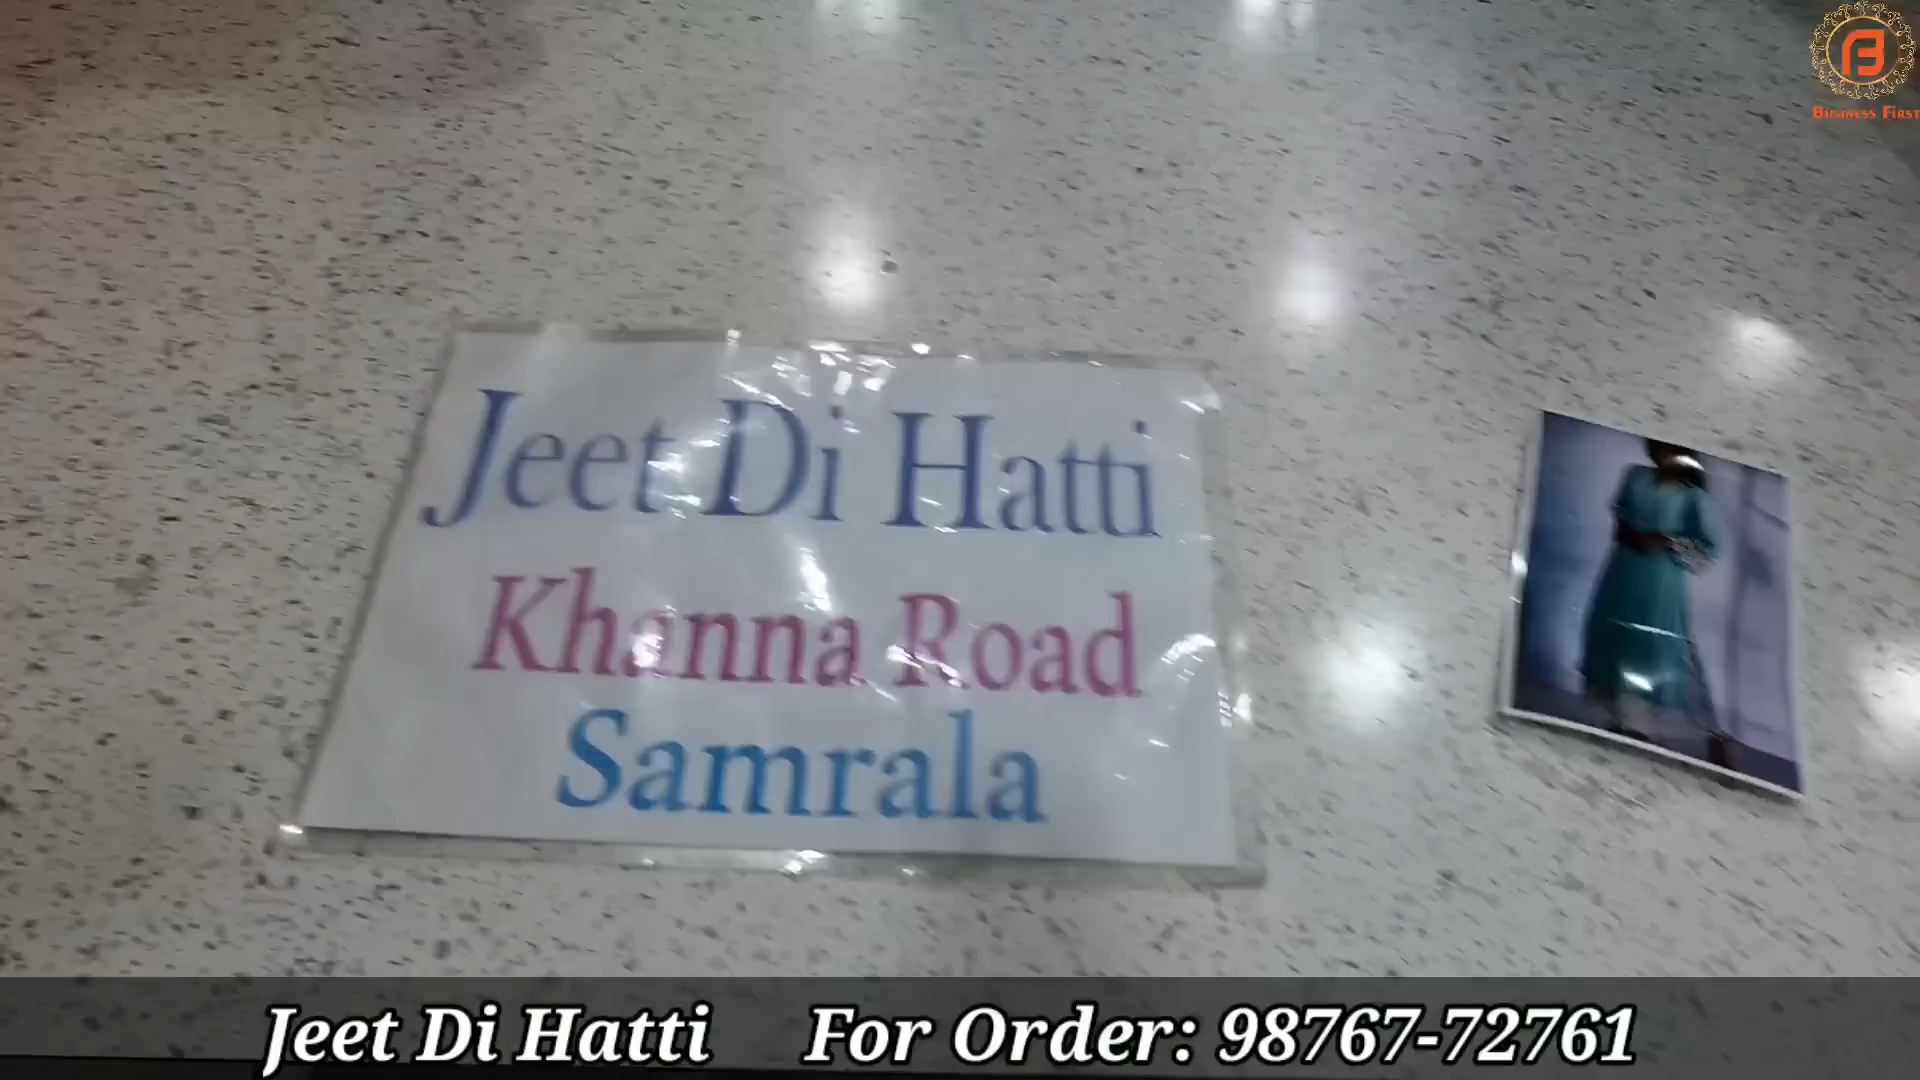 Business First
Jeet Di Hatti
Khanna Road
Samrala
Jeet Di Hatti For Order: 98767-72761